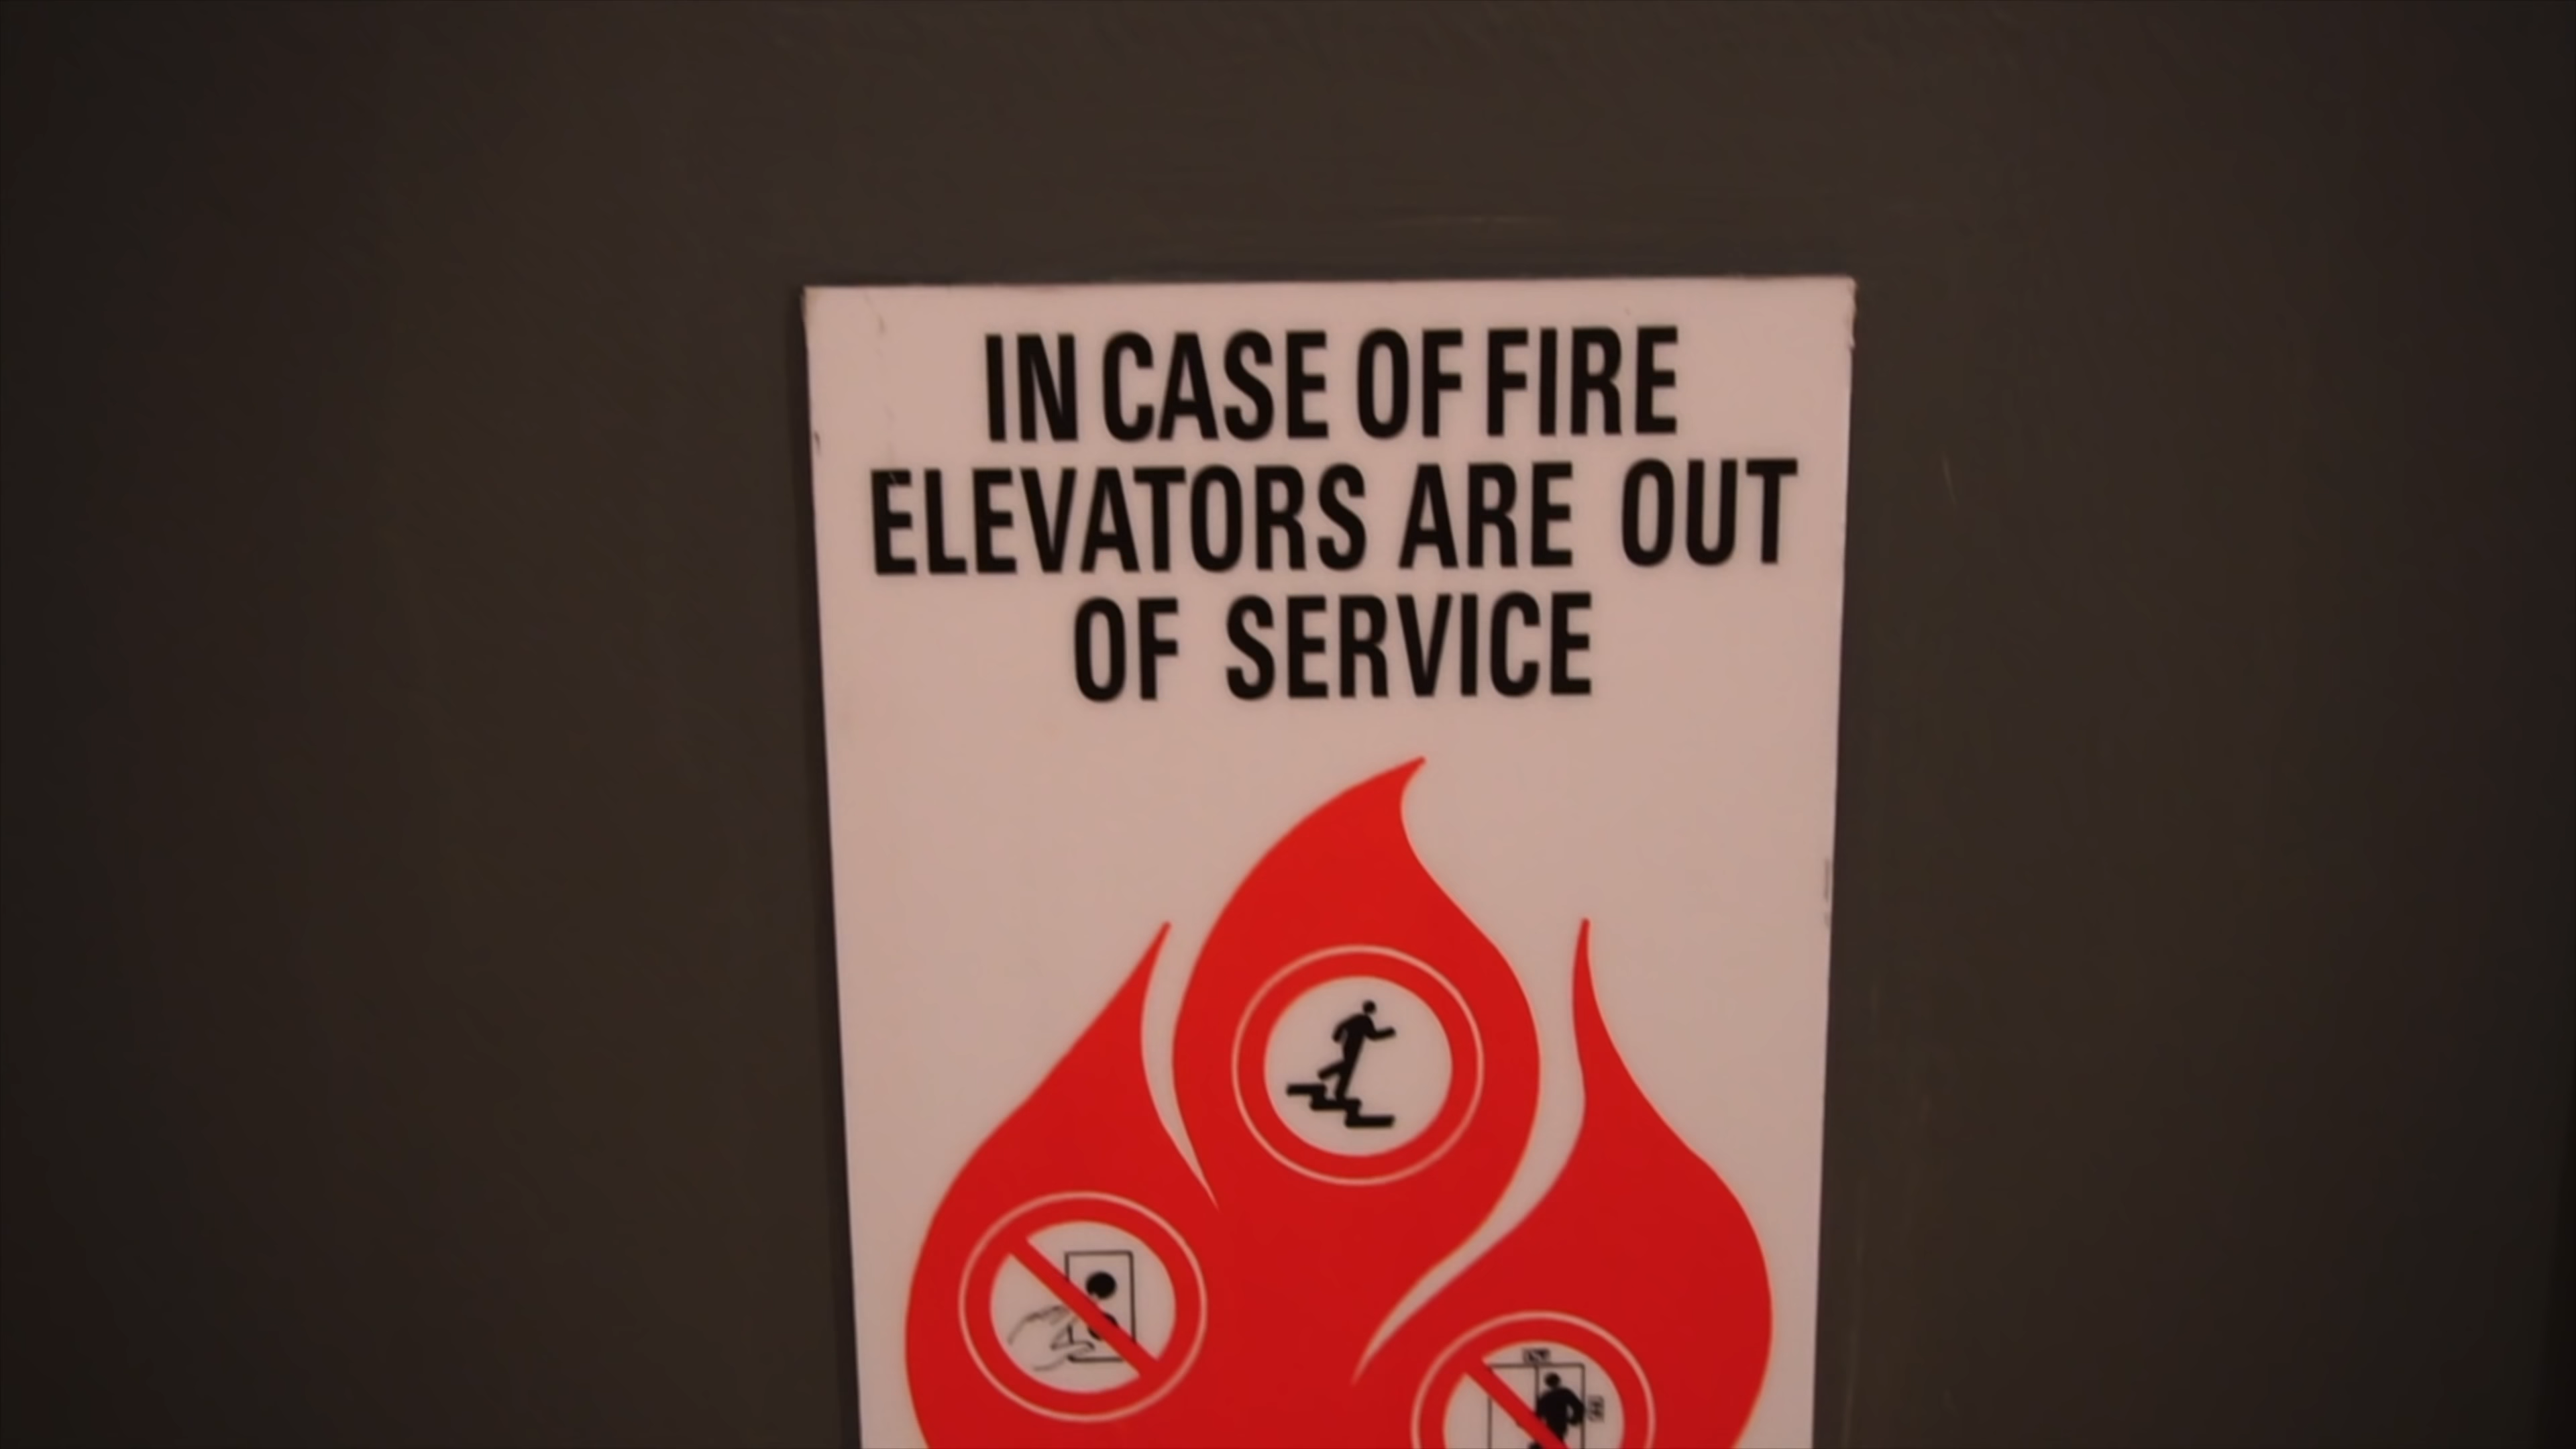 IN CASE OF FIRE
ELEVATORS ARE OUT
OF SERVICE